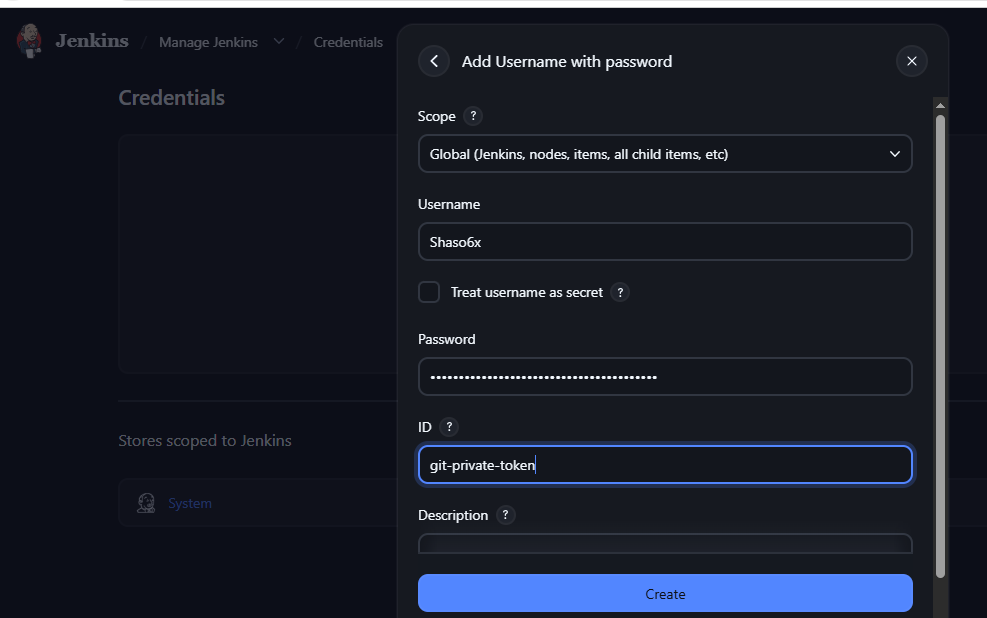 Jenkins / Manage Jenkins / Credentials
Credentials
Stores scoped to Jenkins
System
Add Username with password
Scope ?
Global (Jenkins, nodes, items, all child items, etc)
Username
Shaso6x
Treat username as secret ?
Password
••••••••••••••••••••••••••••••••••••••••
ID ?
git-private-token
Description ?
Create